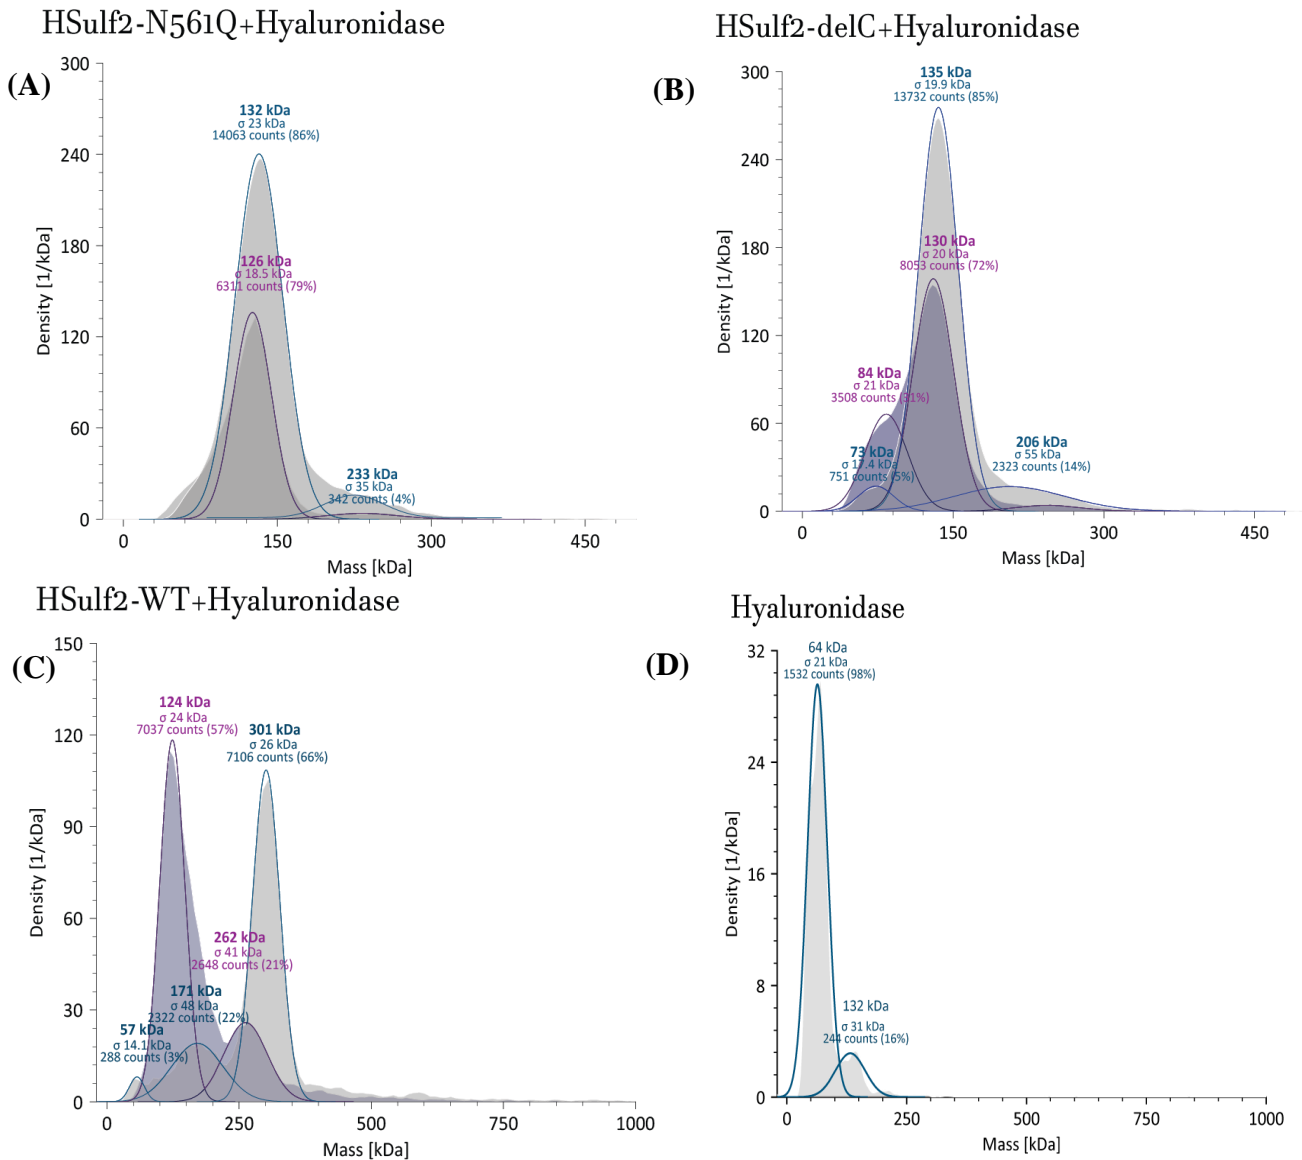 HSulf2-N561Q+Hyaluronidase
(A)
300
240
180
120
60
0
Density [1/kDa]
132 kDa
σ 23 kDa
14063 counts (86%)
126 kDa
σ 18.5 kDa
6311 counts (79%)
233 kDa
σ 35 kDa
342 counts (4%)
0
150
300
450
Mass [kDa]
HSulf2-delC+Hyaluronidase
(B)
300
240
180
120
60
0
Density [1/kDa]
135 kDa
σ 19.9 kDa
13732 counts (85%)
130 kDa
σ 20 kDa
8053 counts (72%)
84 kDa
σ 21 kDa
3508 counts (31%)
73 kDa
σ 17.4 kDa
751 counts (5%)
206 kDa
σ 55 kDa
2323 counts (14%)
0
150
300
450
Mass [kDa]
HSulf2-WT+Hyaluronidase
(C)
150
120
90
60
30
0
Density [1/kDa]
124 kDa
σ 24 kDa
7037 counts (57%)
301 kDa
σ 26 kDa
7106 counts (66%)
262 kDa
σ 41 kDa
2648 counts (21%)
171 kDa
σ 48 kDa
2322 counts (22%)
57 kDa
σ 14.1 kDa
288 counts (3%)
0
250
500
750
1000
Mass [kDa]
Hyaluronidase
(D)
32
24
16
8
0
Density [1/kDa]
64 kDa
σ 21 kDa
1532 counts (98%)
132 kDa
σ 31 kDa
244 counts (16%)
0
250
500
750
1000
Mass [kDa]